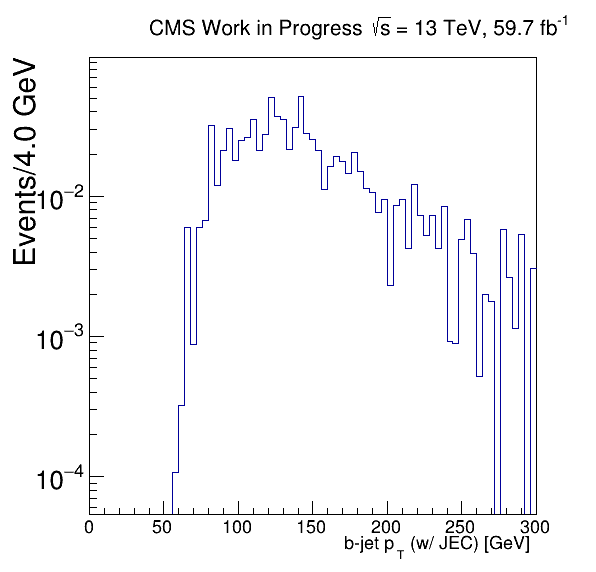 CMS Work in Progress √s = 13 TeV, 59.7 fb⁻¹
Events/4.0 GeV
10⁻²
10⁻³
10⁻⁴
0 50 100 150 200 250 300
b-jet p_T (w/ JEC) [GeV]